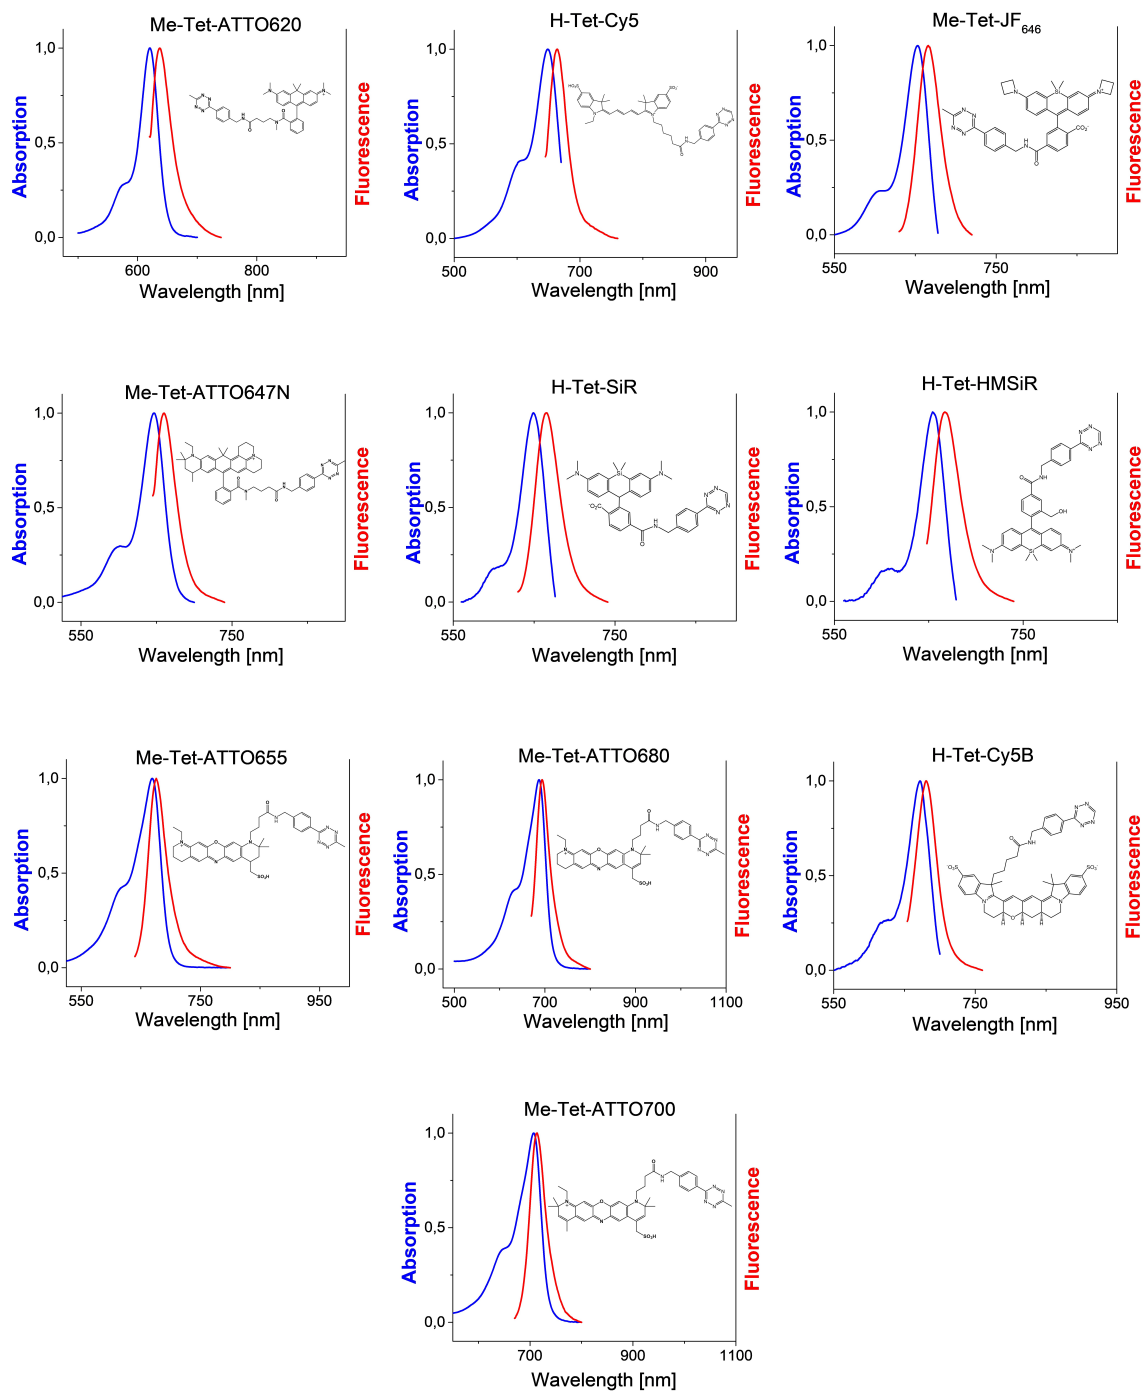 Me-Tet-ATTO620
1,0
0,5
0,0
Absorption
Fluorescence
600 800
Wavelength [nm]
H-Tet-Cy5
1,0
0,5
0,0
Absorption
Fluorescence
500 700 900
Wavelength [nm]
Me-Tet-JF646
1,0
0,5
0,0
Absorption
Fluorescence
550 750
Wavelength [nm]
Me-Tet-ATTO647N
1,0
0,5
0,0
Absorption
Fluorescence
550 750
Wavelength [nm]
H-Tet-SiR
1,0
0,5
0,0
Absorption
Fluorescence
550 750
Wavelength [nm]
H-Tet-HMSiR
1,0
0,5
0,0
Absorption
Fluorescence
550 750
Wavelength [nm]
Me-Tet-ATTO655
1,0
0,5
0,0
Absorption
Fluorescence
550 750 950
Wavelength [nm]
Me-Tet-ATTO680
1,0
0,5
0,0
Absorption
Fluorescence
500 700 900 1100
Wavelength [nm]
H-Tet-Cy5B
1,0
0,5
0,0
Absorption
Fluorescence
550 750 950
Wavelength [nm]
Me-Tet-ATTO700
1,0
0,5
0,0
Absorption
Fluorescence
700 900 1100
Wavelength [nm]